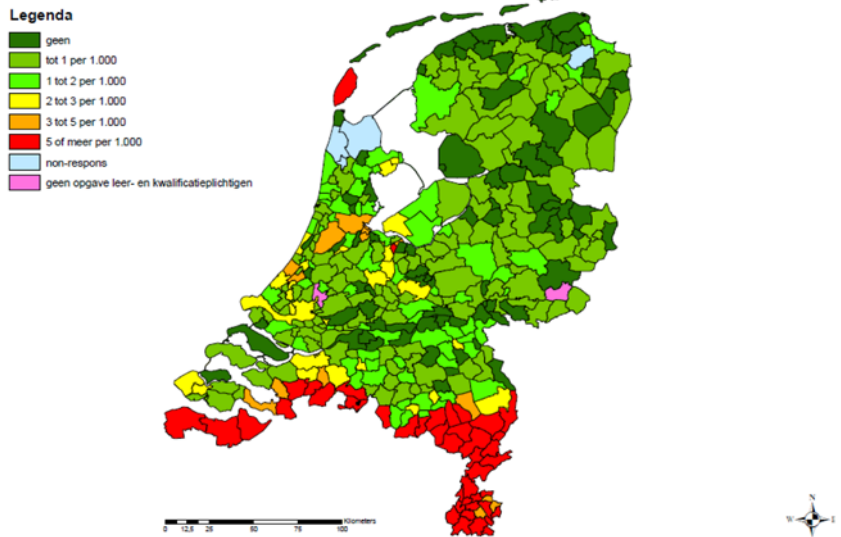 Legenda
geen
tot 1 per 1.000
1 tot 2 per 1.000
2 tot 3 per 1.000
3 tot 5 per 1.000
5 of meer per 1.000
non-respons
geen opgave leer- en kwalificatieplichtigen
Kilometers
0 12,5 25 50 75 100
N
W E